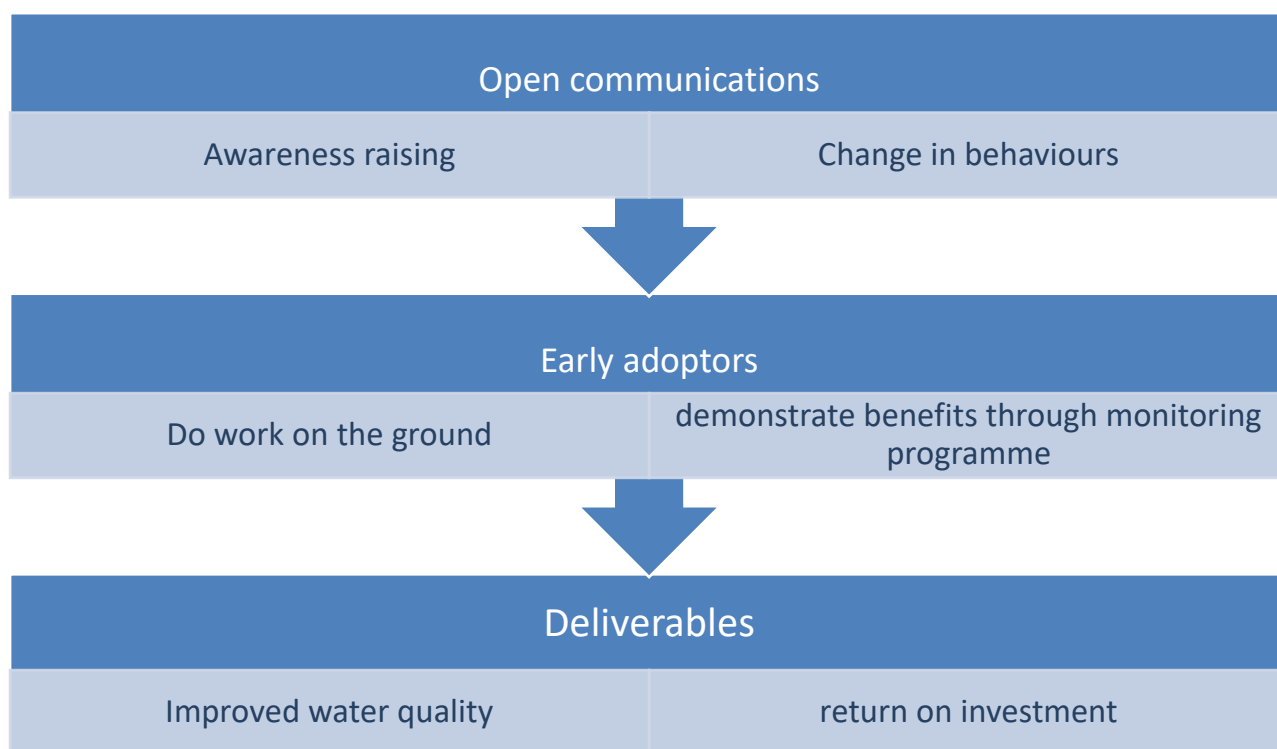 Open communications
Awareness raising
Change in behaviours
Early adoptors
Do work on the ground
demonstrate benefits through monitoring
programme
Deliverables
Improved water quality
return on investment